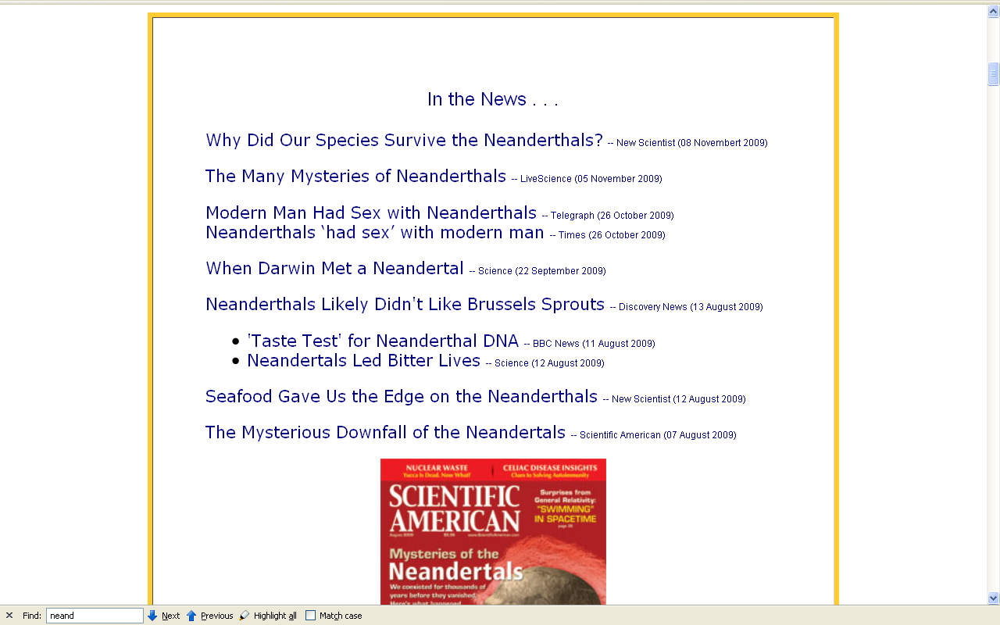 In the News . . .
Why Did Our Species Survive the Neanderthals? -- New Scientist (08 Novembert 2009)
The Many Mysteries of Neanderthals -- LiveScience (05 November 2009)
Modern Man Had Sex with Neanderthals -- Telegraph (26 October 2009)
Neanderthals ‘had sex’ with modern man -- Times (26 October 2009)
When Darwin Met a Neandertal -- Science (22 September 2009)
Neanderthals Likely Didn't Like Brussels Sprouts -- Discovery News (13 August 2009)
• 'Taste Test' for Neanderthal DNA -- BBC News (11 August 2009)
• Neandertals Led Bitter Lives -- Science (12 August 2009)
Seafood Gave Us the Edge on the Neanderthals -- New Scientist (12 August 2009)
The Mysterious Downfall of the Neandertals -- Scientific American (07 August 2009)
NUCLEAR WASTE
Yucca Is Dead. Now What?
CELIAC DISEASE INSIGHTS
Clues to Solving Autoimmunity
SCIENTIFIC
AMERICAN
Surprises from
General Relativity:
"SWIMMING"
IN SPACETIME
August 2009 www.ScientificAmerican.com
Mysteries of the
Neandertals
We coexisted for thousands of
years before they vanished.
Here's what happened
Find: neand Next Previous Highlight all Match case